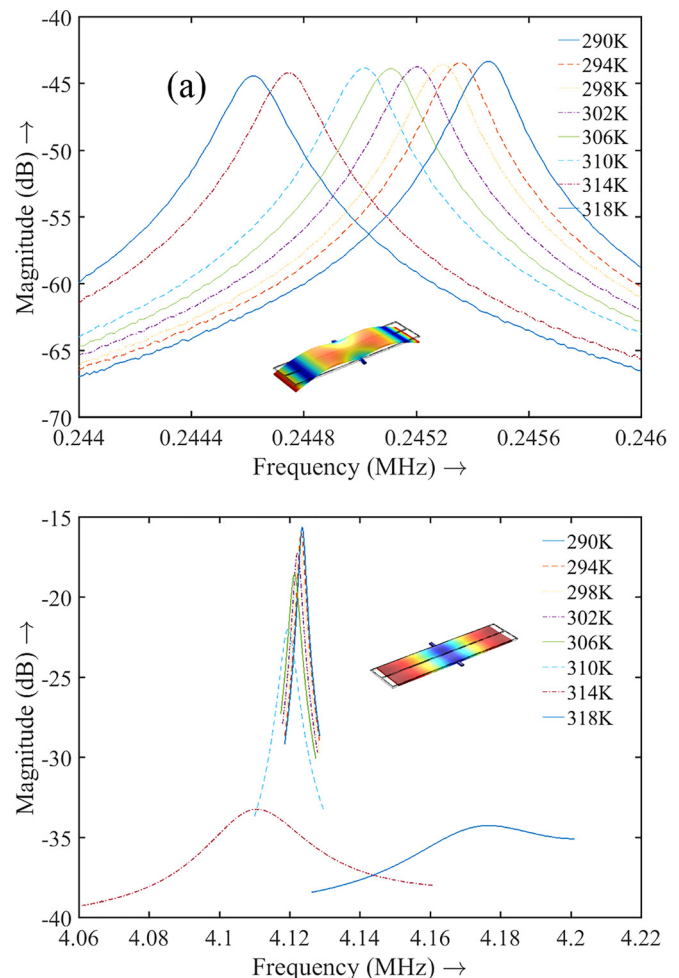 -40
-45
-50
-55
-60
-65
-70
Magnitude (dB) →
(a)
290K
294K
298K
302K
306K
310K
314K
318K
0.244
0.2444
0.2448
0.2452
0.2456
0.246
Frequency (MHz) →
-15
-20
-25
-30
-35
-40
Magnitude (dB) →
290K
294K
298K
302K
306K
310K
314K
318K
4.06
4.08
4.1
4.12
4.14
4.16
4.18
4.2
4.22
Frequency (MHz) →